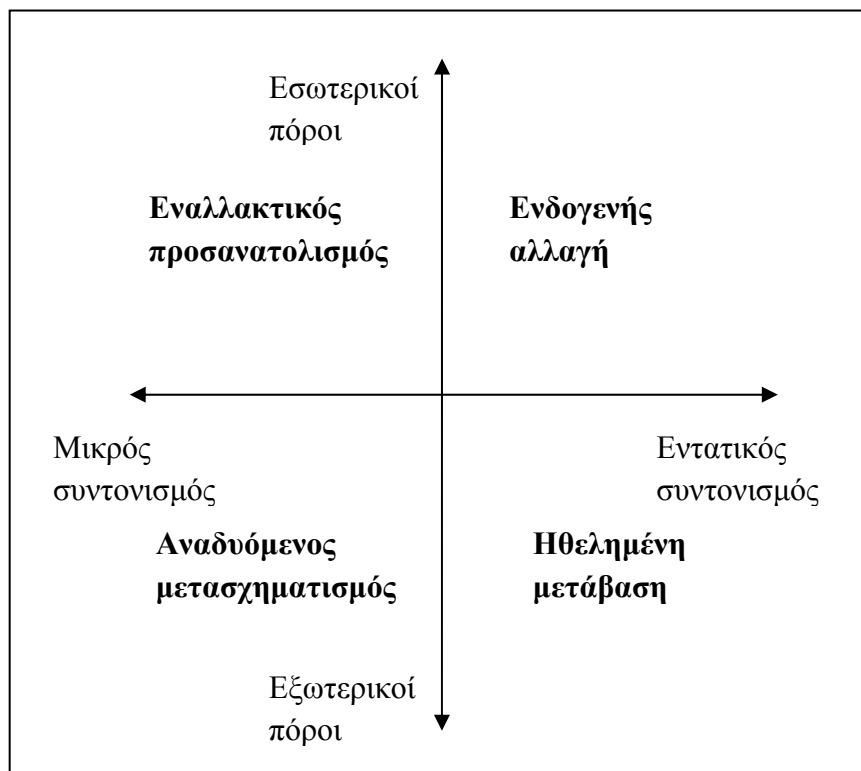 Εσωτερικοί
πόροι
Εναλλακτικός
προσανατολισμός
Ενδογενής
αλλαγή
Μικρός
συντονισμός
Εντατικός
συντονισμός
Αναδυόμενος
μετασχηματισμός
Ηθελημένη
μετάβαση
Εξωτερικοί
πόροι